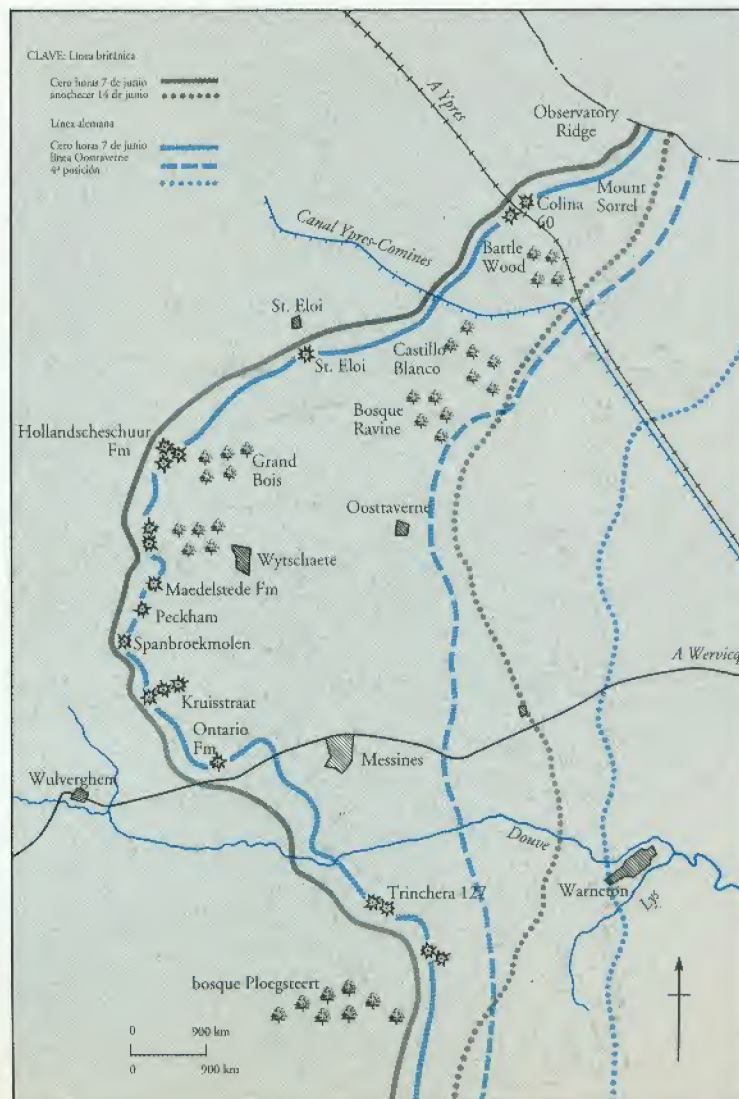 CLAVE: Línea británica
Cero horas 7 de junio
anochecer 14 de junio
Línea alemana
Cero horas 7 de junio
línea Oostraverne
4ª posición
A Ypres
Observatory
Ridge
Mount
Sorrel
Colina
60
Canal Ypres-Comines
Battle
Wood
St. Eloi
St. Eloi
Castillo
Blanco
Bosque
Ravine
Hollandscheschuur
Fm
Grand
Bois
Oosttaverne
Wytschaete
Maedelstede Fm
Peckham
Spanbroekmolen
A Wervicq
Kruisstraat
Ontario
Fm
Messines
Wulverghem
Douve
Warneton
Lys
Trinchera 127
bosque Ploegsteert
0 900 km
0 900 km